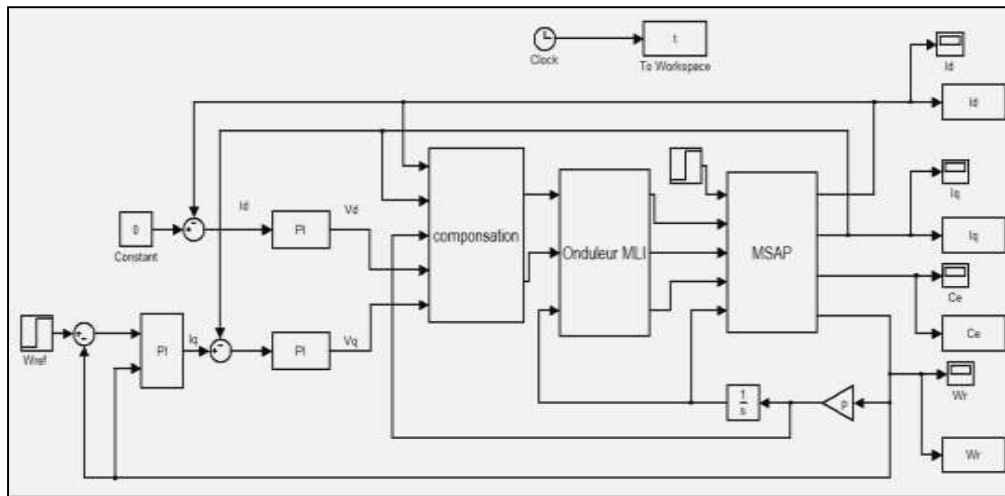 t
Clock
To Workspace
Id
Id
Iq
Iq
0
Constant
Id
PI
Vd
componsation
Onduleur MLI
MSAP
Ce
Ce
Wref
PI
Iq
PI
Vq
1
s
p
Wr
Wr